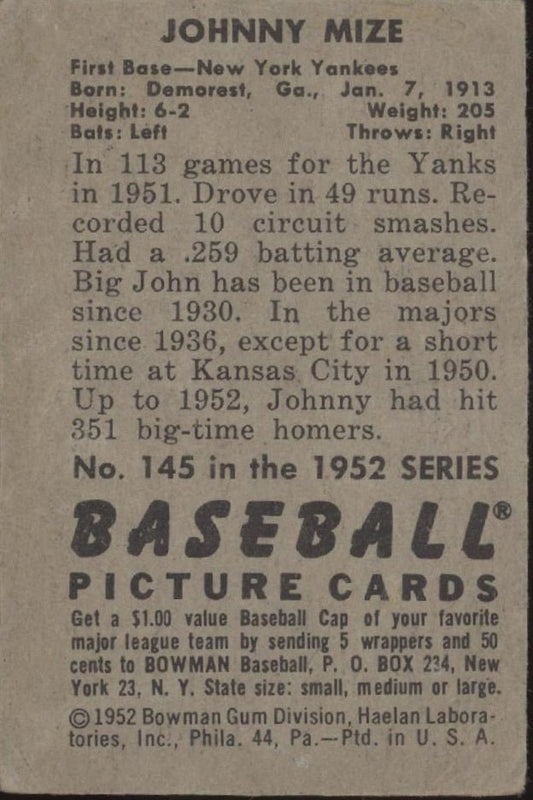 JOHNNY MIZE
First Base—New York Yankees
Born: Demorest, Ga., Jan. 7, 1913
Height: 6-2 Weight: 205
Bats: Left Throws: Right
In 113 games for the Yanks
in 1951. Drove in 49 runs. Re-
corded 10 circuit smashes.
Had a .259 batting average.
Big John has been in baseball
since 1930. In the majors
since 1936, except for a short
time at Kansas City in 1950.
Up to 1952, Johnny had hit
351 big-time homers.
No. 145 in the 1952 SERIES
BASEBALL®
PICTURE CARDS
Get a $1.00 value Baseball Cap of your favorite
major league team by sending 5 wrappers and 50
cents to BOWMAN Baseball, P. O. BOX 234, New
York 23, N. Y. State size: small, medium or large.
©1952 Bowman Gum Division, Haelan Labora-
tories, Inc., Phila. 44, Pa.—Ptd. in U. S. A.